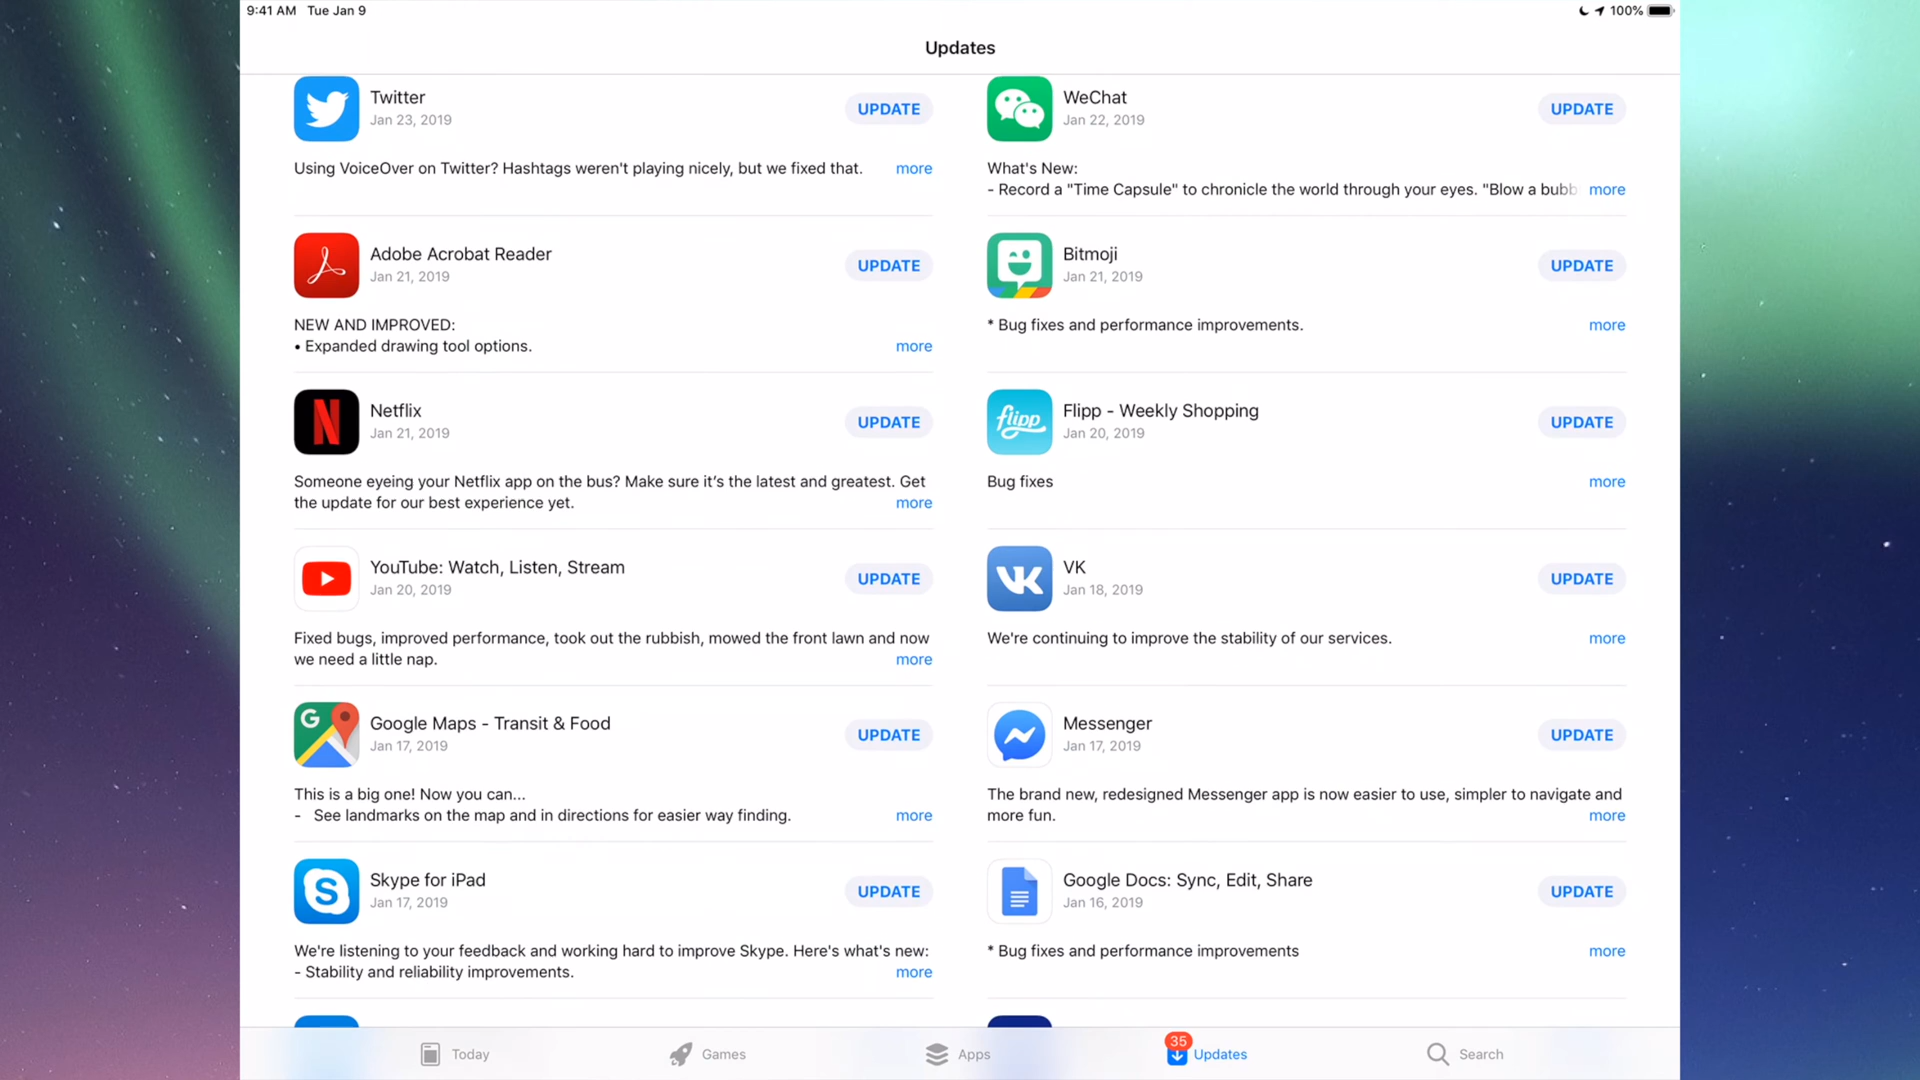 9:41 AM Tue Jan 9
100%
Updates
Twitter
Jan 23, 2019
UPDATE
Using VoiceOver on Twitter? Hashtags weren't playing nicely, but we fixed that. more
WeChat
Jan 22, 2019
UPDATE
What's New:
- Record a "Time Capsule" to chronicle the world through your eyes. "Blow a bubb more
Adobe Acrobat Reader
Jan 21, 2019
UPDATE
NEW AND IMPROVED:
• Expanded drawing tool options. more
Bitmoji
Jan 21, 2019
UPDATE
* Bug fixes and performance improvements. more
Netflix
Jan 21, 2019
UPDATE
Someone eyeing your Netflix app on the bus? Make sure it's the latest and greatest. Get
the update for our best experience yet. more
flipp
Flipp - Weekly Shopping
Jan 20, 2019
UPDATE
Bug fixes more
YouTube: Watch, Listen, Stream
Jan 20, 2019
UPDATE
Fixed bugs, improved performance, took out the rubbish, mowed the front lawn and now
we need a little nap. more
VK
Jan 18, 2019
UPDATE
We're continuing to improve the stability of our services. more
Google Maps - Transit & Food
Jan 17, 2019
UPDATE
This is a big one! Now you can...
- See landmarks on the map and in directions for easier way finding. more
Messenger
Jan 17, 2019
UPDATE
The brand new, redesigned Messenger app is now easier to use, simpler to navigate and
more fun. more
Skype for iPad
Jan 17, 2019
UPDATE
We're listening to your feedback and working hard to improve Skype. Here's what's new:
- Stability and reliability improvements. more
Google Docs: Sync, Edit, Share
Jan 16, 2019
UPDATE
* Bug fixes and performance improvements more
Today
Games
Apps
35
Updates
Search